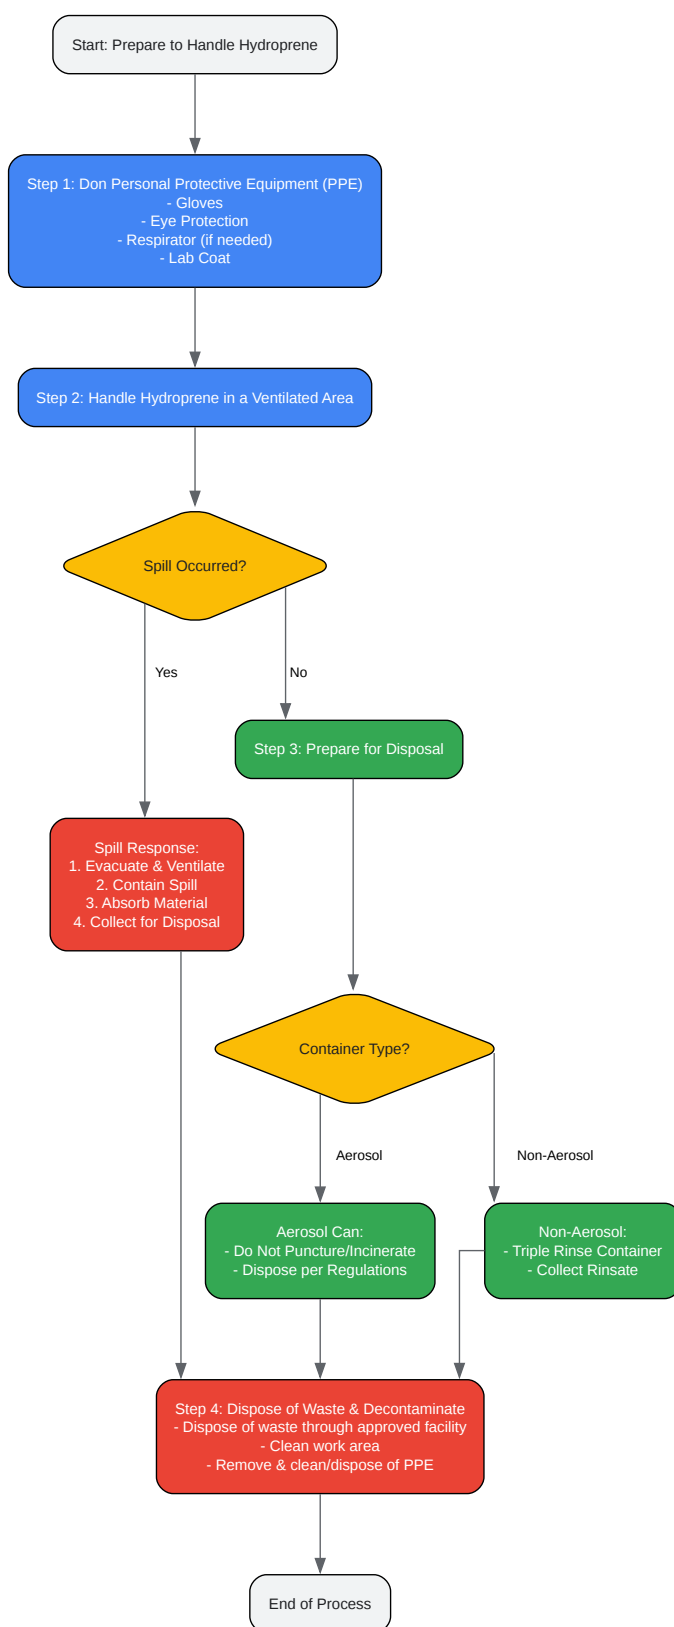 Start: Prepare to Handle Hydroprene
Step 1: Don Personal Protective Equipment (PPE)
- Gloves
- Eye Protection
- Respirator (if needed)
- Lab Coat
Step 2: Handle Hydroprene in a Ventilated Area
Spill Occurred?
Yes
No
Step 3: Prepare for Disposal
Spill Response:
1. Evacuate & Ventilate
2. Contain Spill
3. Absorb Material
4. Collect for Disposal
Container Type?
Aerosol
Non-Aerosol
Aerosol Can:
- Do Not Puncture/Incinerate
- Dispose per Regulations
Non-Aerosol:
- Triple Rinse Container
- Collect Rinsate
Step 4: Dispose of Waste & Decontaminate
- Dispose of waste through approved facility
- Clean work area
- Remove & clean/dispose of PPE
End of Process